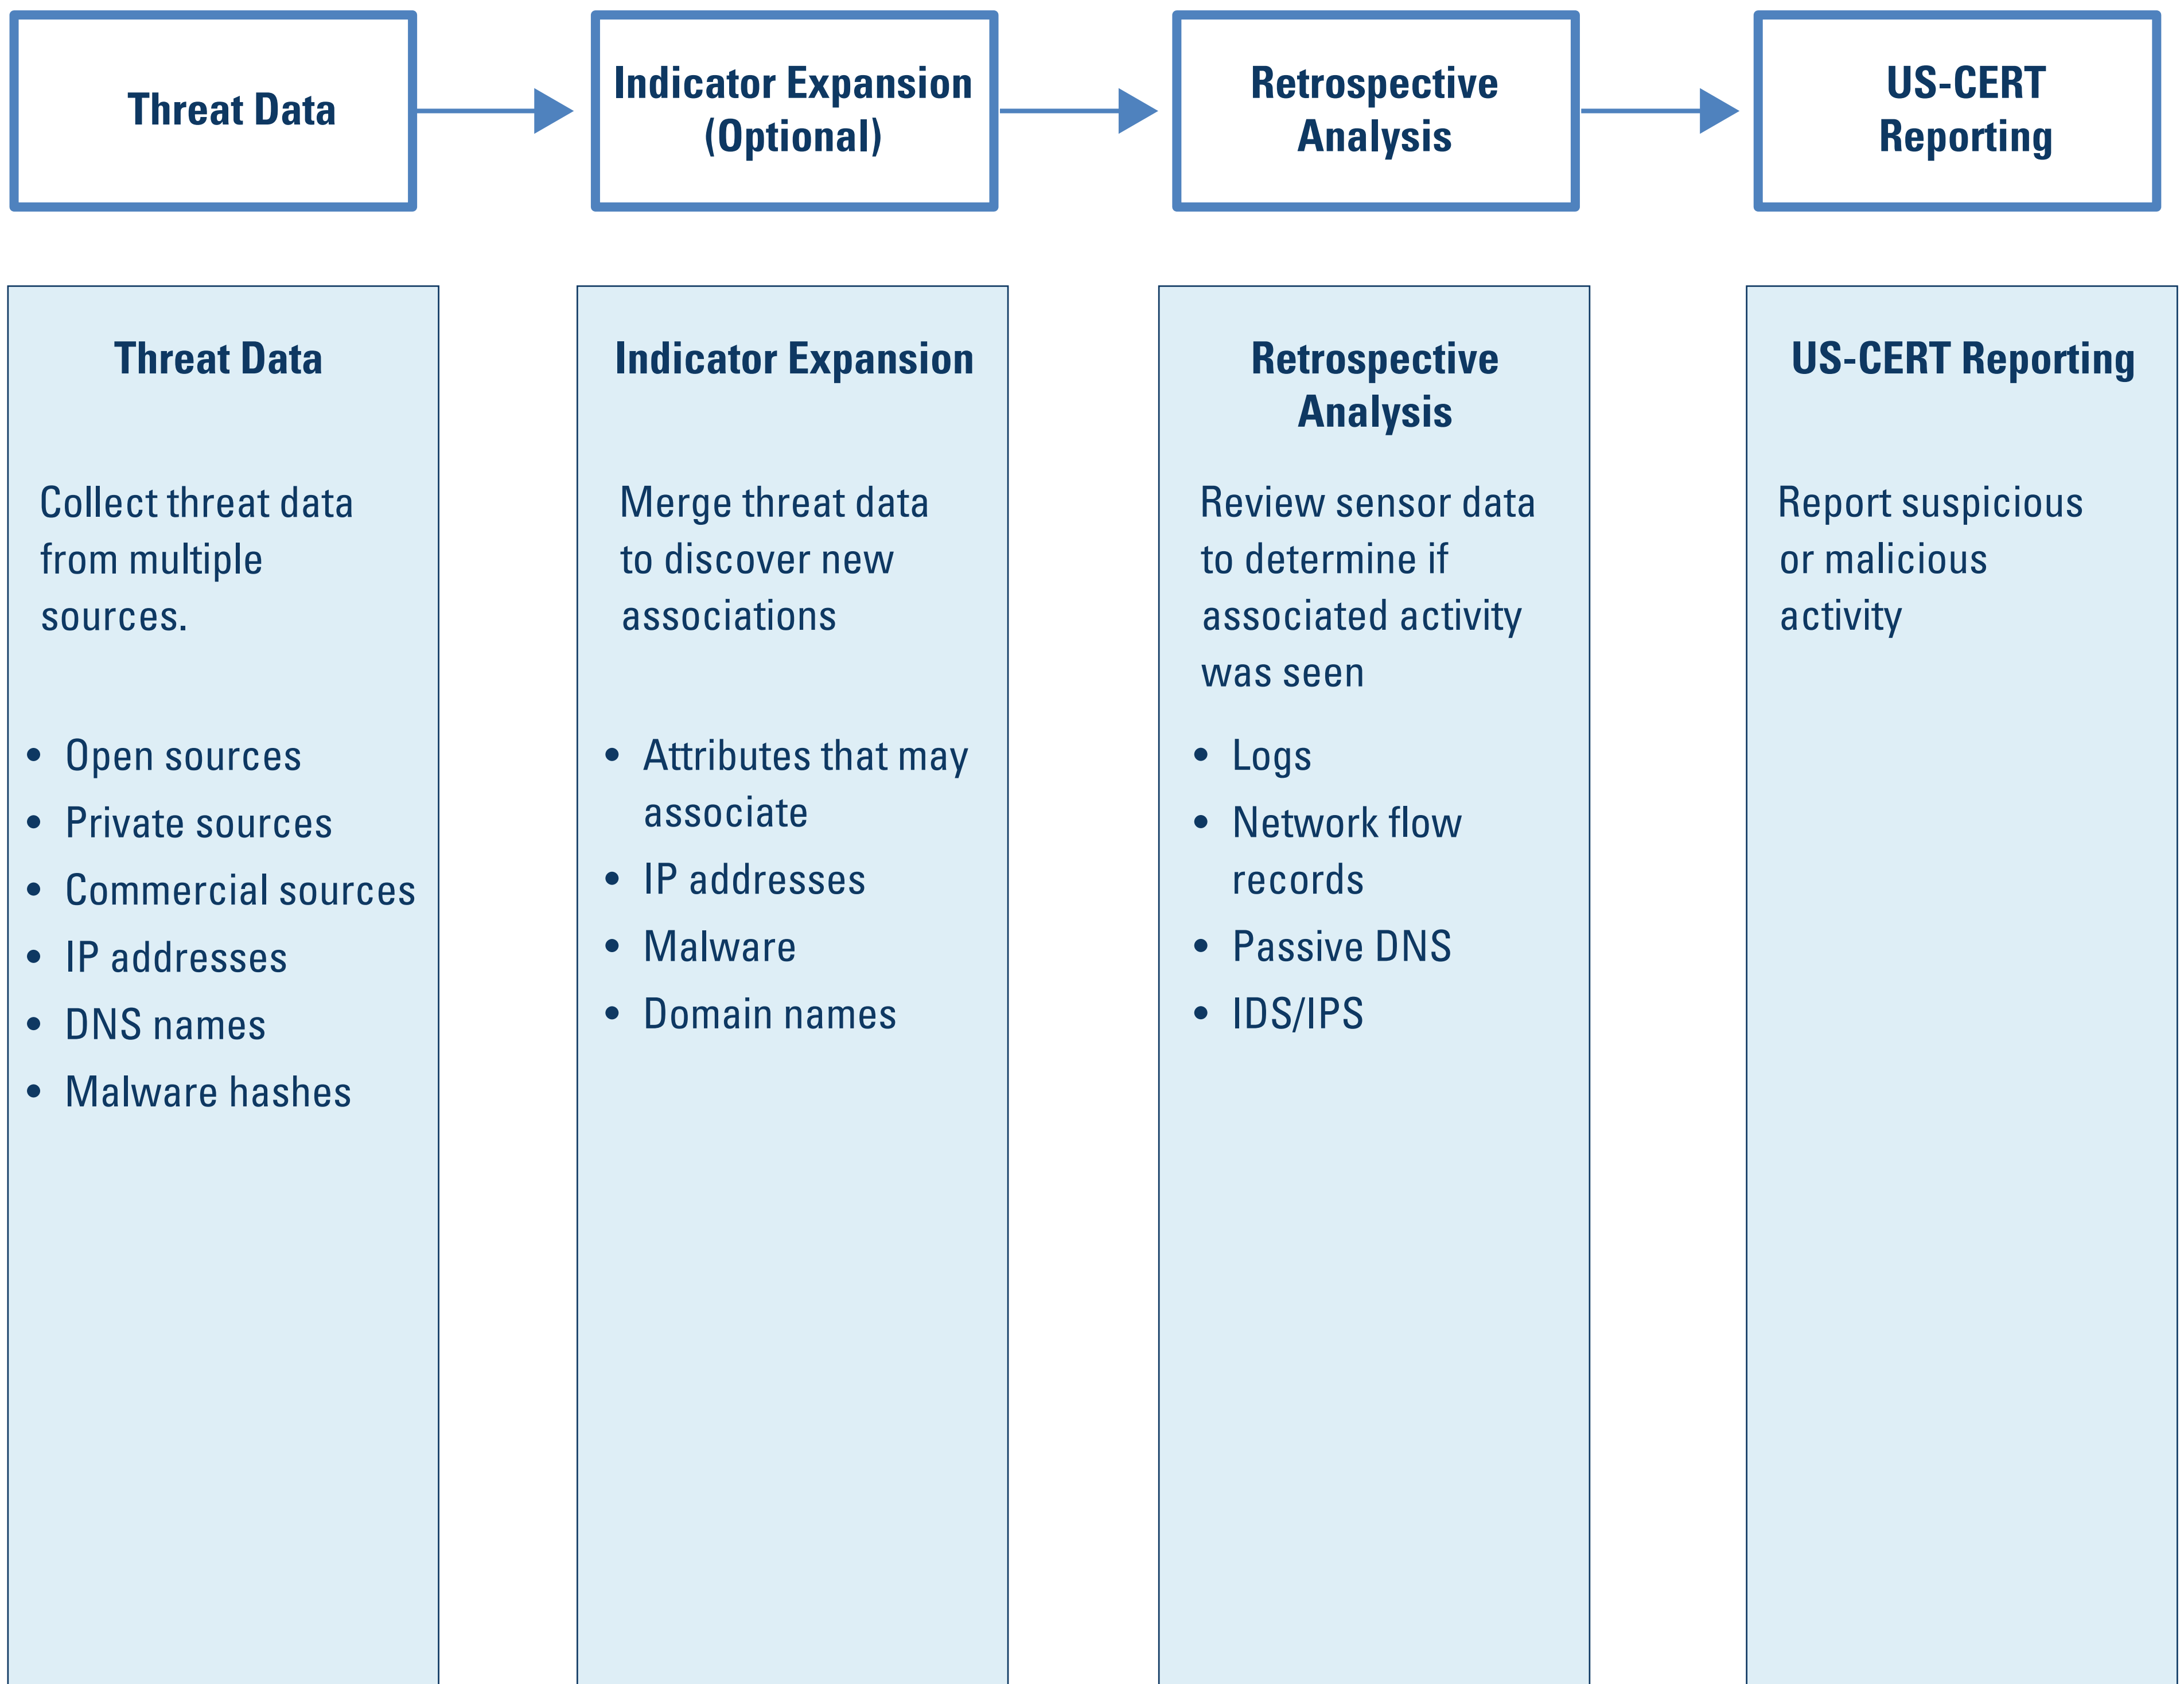 Threat Data
Indicator Expansion
(Optional)
Retrospective
Analysis
US-CERT
Reporting
Threat Data
Collect threat data
from multiple
sources.
• Open sources
• Private sources
• Commercial sources
• IP addresses
• DNS names
• Malware hashes
Indicator Expansion
Merge threat data
to discover new
associations
• Attributes that may
associate
• IP addresses
• Malware
• Domain names
Retrospective
Analysis
Review sensor data
to determine if
associated activity
was seen
• Logs
• Network flow
records
• Passive DNS
• IDS/IPS
US-CERT Reporting
Report suspicious
or malicious
activity